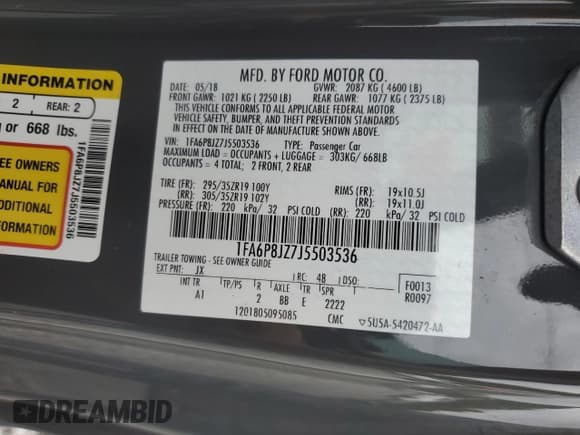 INFORMATION
2 REAR: 2
or 668 lbs.
SEE OWNERS
MANUAL FOR
ADDITIONAL
INFORMATION
1FA6P8JZ7J5503536
MFD. BY FORD MOTOR CO.
DATE: 05/18 GVWR: 2087 KG ( 4600 LB)
FRONT GAWR: 1021 KG ( 2250 LB) REAR GAWR: 1077 KG ( 2375 LB)
THIS VEHICLE CONFORMS TO ALL APPLICABLE FEDERAL MOTOR
VEHICLE SAFETY, BUMPER, AND THEFT PREVENTION STANDARDS
IN EFFECT ON THE DATE OF MANUFACTURE SHOWN ABOVE.
VIN: 1FA6P8JZ7J5503536 TYPE: Passenger Car
MAXIMUM LOAD = OCCUPANTS + LUGGAGE = 303KG/ 668LB
OCCUPANTS = 4 TOTAL; 2 FRONT, 2 REAR
TIRE (FR): 295/35ZR19 100Y RIMS (FR): 19x10.5J
(RR): 305/35ZR19 102Y (RR): 19x11.0J
PRESSURE (FR): 220 kPa/ 32 PSI COLD (RR): 220 kPa/ 32 PSI COLD
1FA6P8JZ7J5503536
TRAILER TOWING - SEE OWNER GUIDE
EXT PNT: JX RC: 48 DSO: F0013
INT TR TP/PS R AXLE TR SPR R0097
A1 2 BB E 2222
1201805095085 CMC ▽5U5A-5420472-AA
DREAMBID